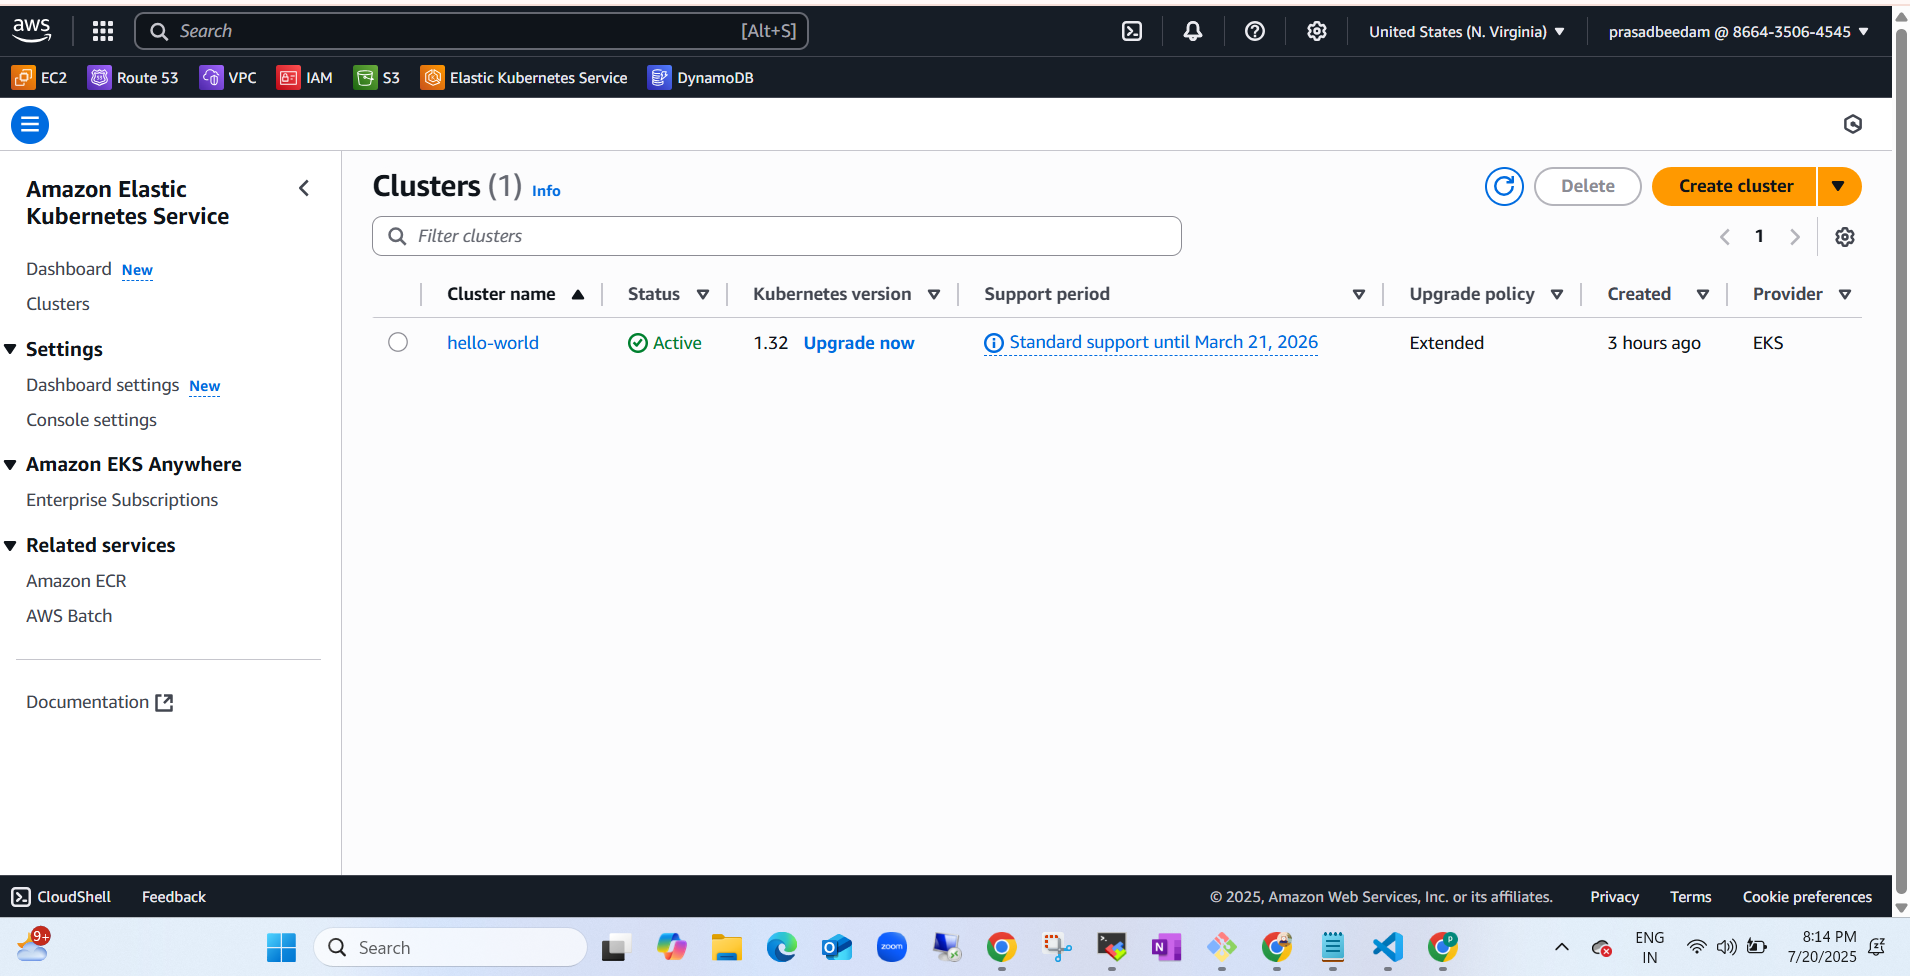 aws
Search [Alt+S]
United States (N. Virginia)
prasadbeedam @ 8664-3506-4545
EC2 Route 53 VPC IAM S3 Elastic Kubernetes Service DynamoDB
Amazon Elastic
Kubernetes Service
Dashboard New
Clusters
Settings
Dashboard settings New
Console settings
Amazon EKS Anywhere
Enterprise Subscriptions
Related services
Amazon ECR
AWS Batch
Documentation
Clusters (1) Info
Delete
Create cluster
Filter clusters
1
Cluster name Status Kubernetes version Support period Upgrade policy Created Provider
hello-world Active 1.32 Upgrade now Standard support until March 21, 2026 Extended 3 hours ago EKS
CloudShell Feedback © 2025, Amazon Web Services, Inc. or its affiliates. Privacy Terms Cookie preferences
9+
Search
zoom
N
P
ENG
IN
8:14 PM
7/20/2025